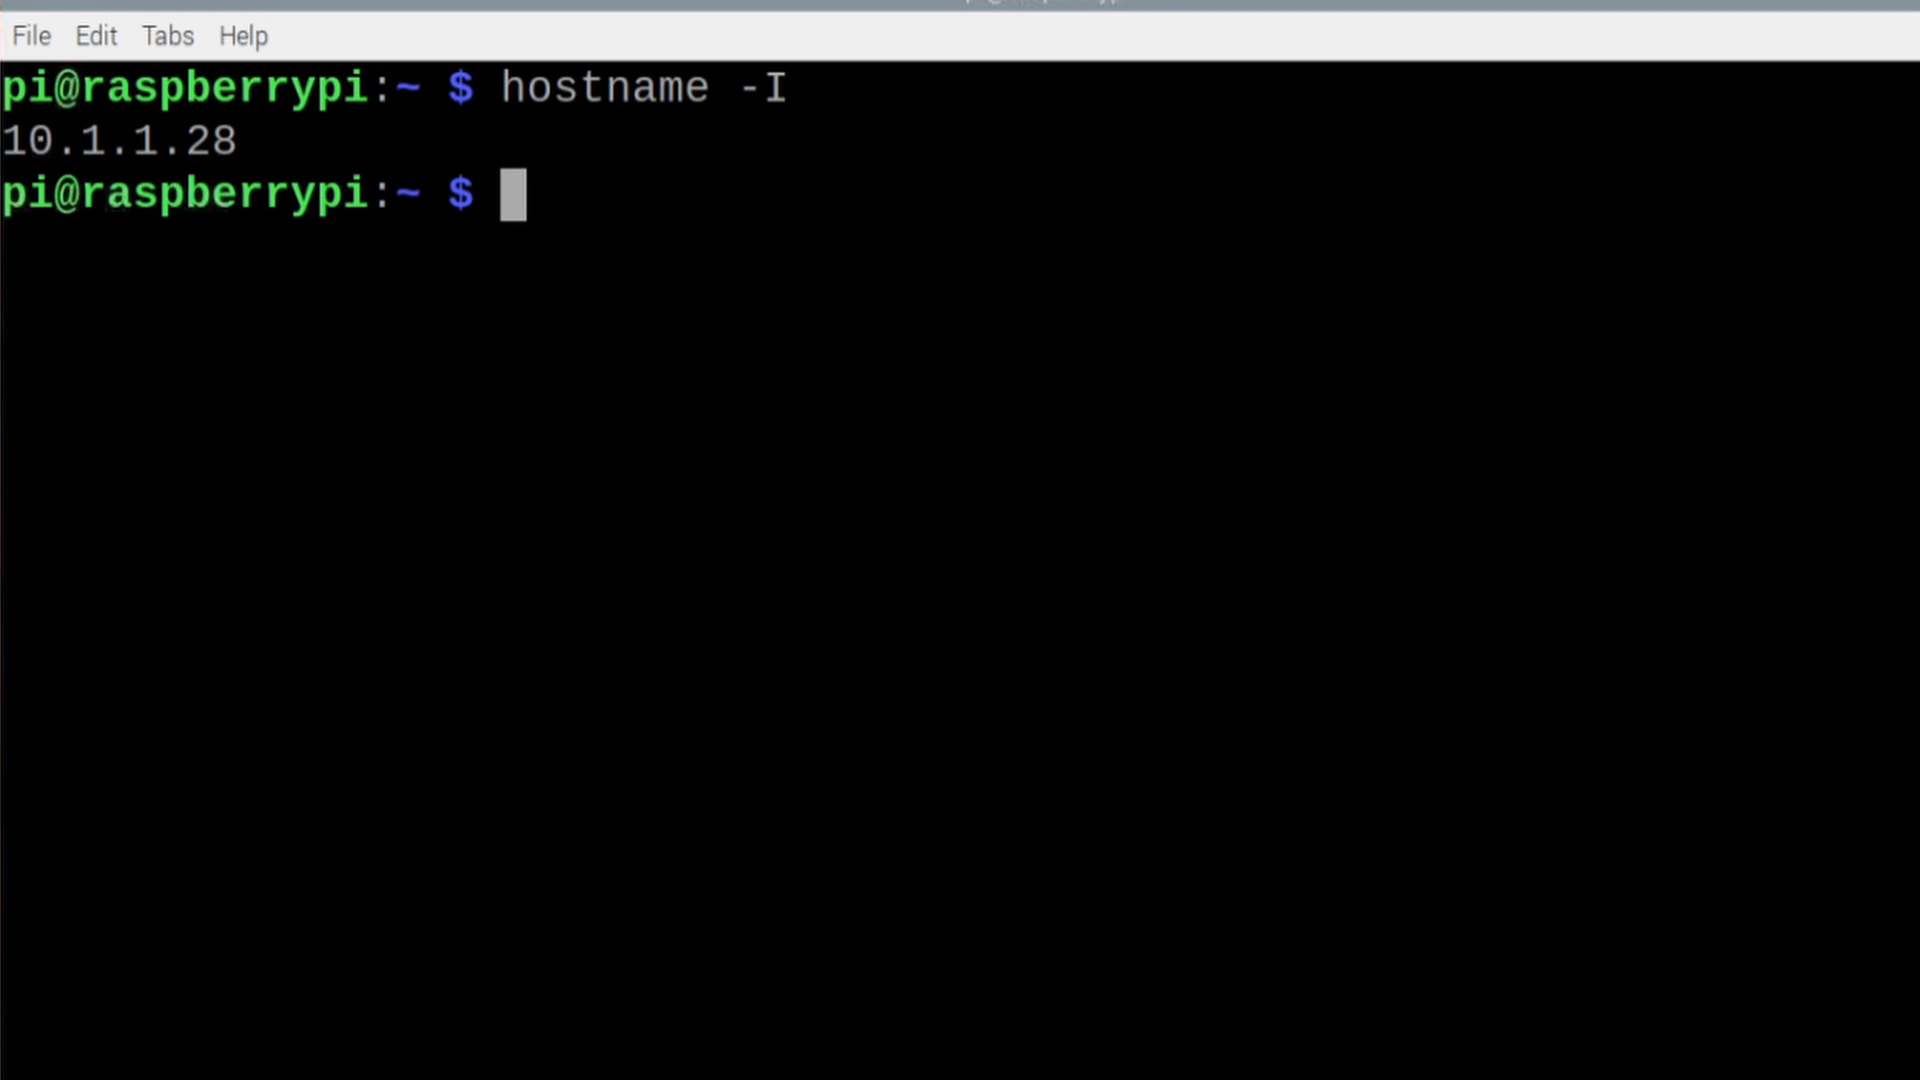 File Edit Tabs Help
pi@raspberrypi:~ $ hostname -I
10.1.1.28
pi@raspberrypi:~ $